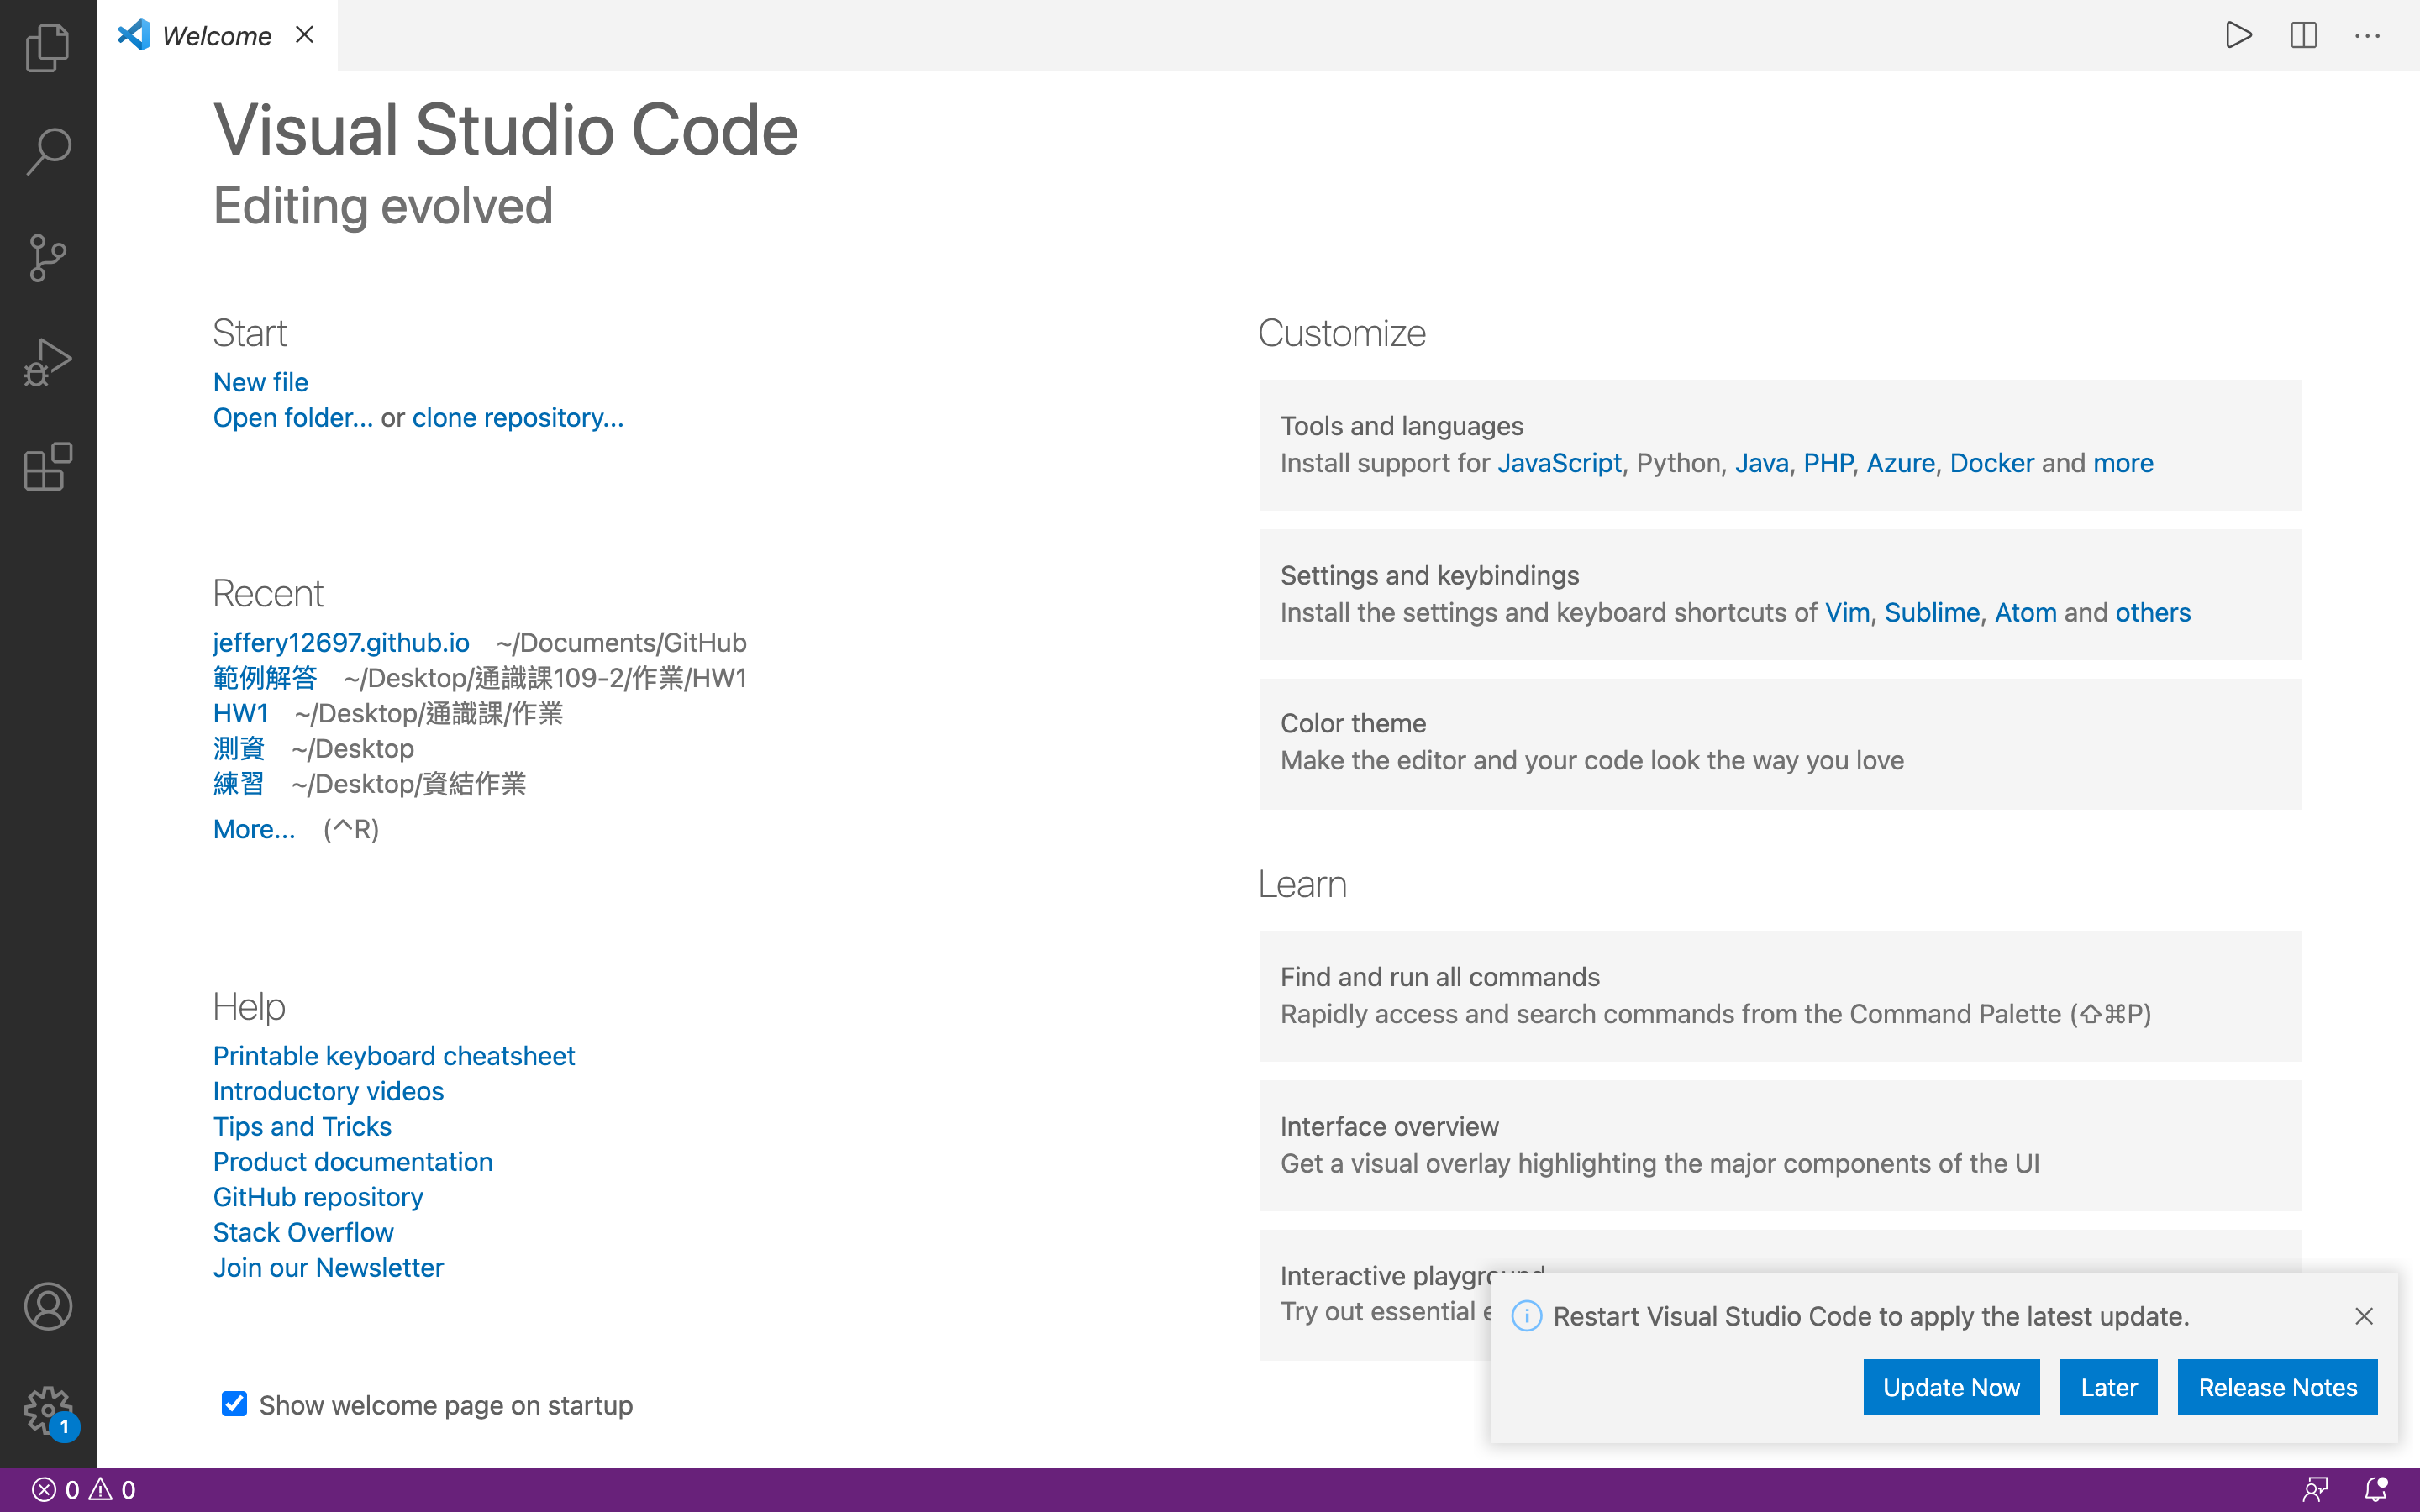 Welcome
Visual Studio Code
Editing evolved
Start
New file
Open folder... or clone repository...
Recent
jeffery12697.github.io ~/Documents/GitHub
範例解答 ~/Desktop/通識課109-2/作業/HW1
HW1 ~/Desktop/通識課/作業
測資 ~/Desktop
練習 ~/Desktop/資結作業
More... (^R)
Help
Printable keyboard cheatsheet
Introductory videos
Tips and Tricks
Product documentation
GitHub repository
Stack Overflow
Join our Newsletter
Show welcome page on startup
Customize
Tools and languages
Install support for JavaScript, Python, Java, PHP, Azure, Docker and more
Settings and keybindings
Install the settings and keyboard shortcuts of Vim, Sublime, Atom and others
Color theme
Make the editor and your code look the way you love
Learn
Find and run all commands
Rapidly access and search commands from the Command Palette (⇧⌘P)
Interface overview
Get a visual overlay highlighting the major components of the UI
Interactive playground
Try out essential
Restart Visual Studio Code to apply the latest update.
Update Now
Later
Release Notes
1
0 0